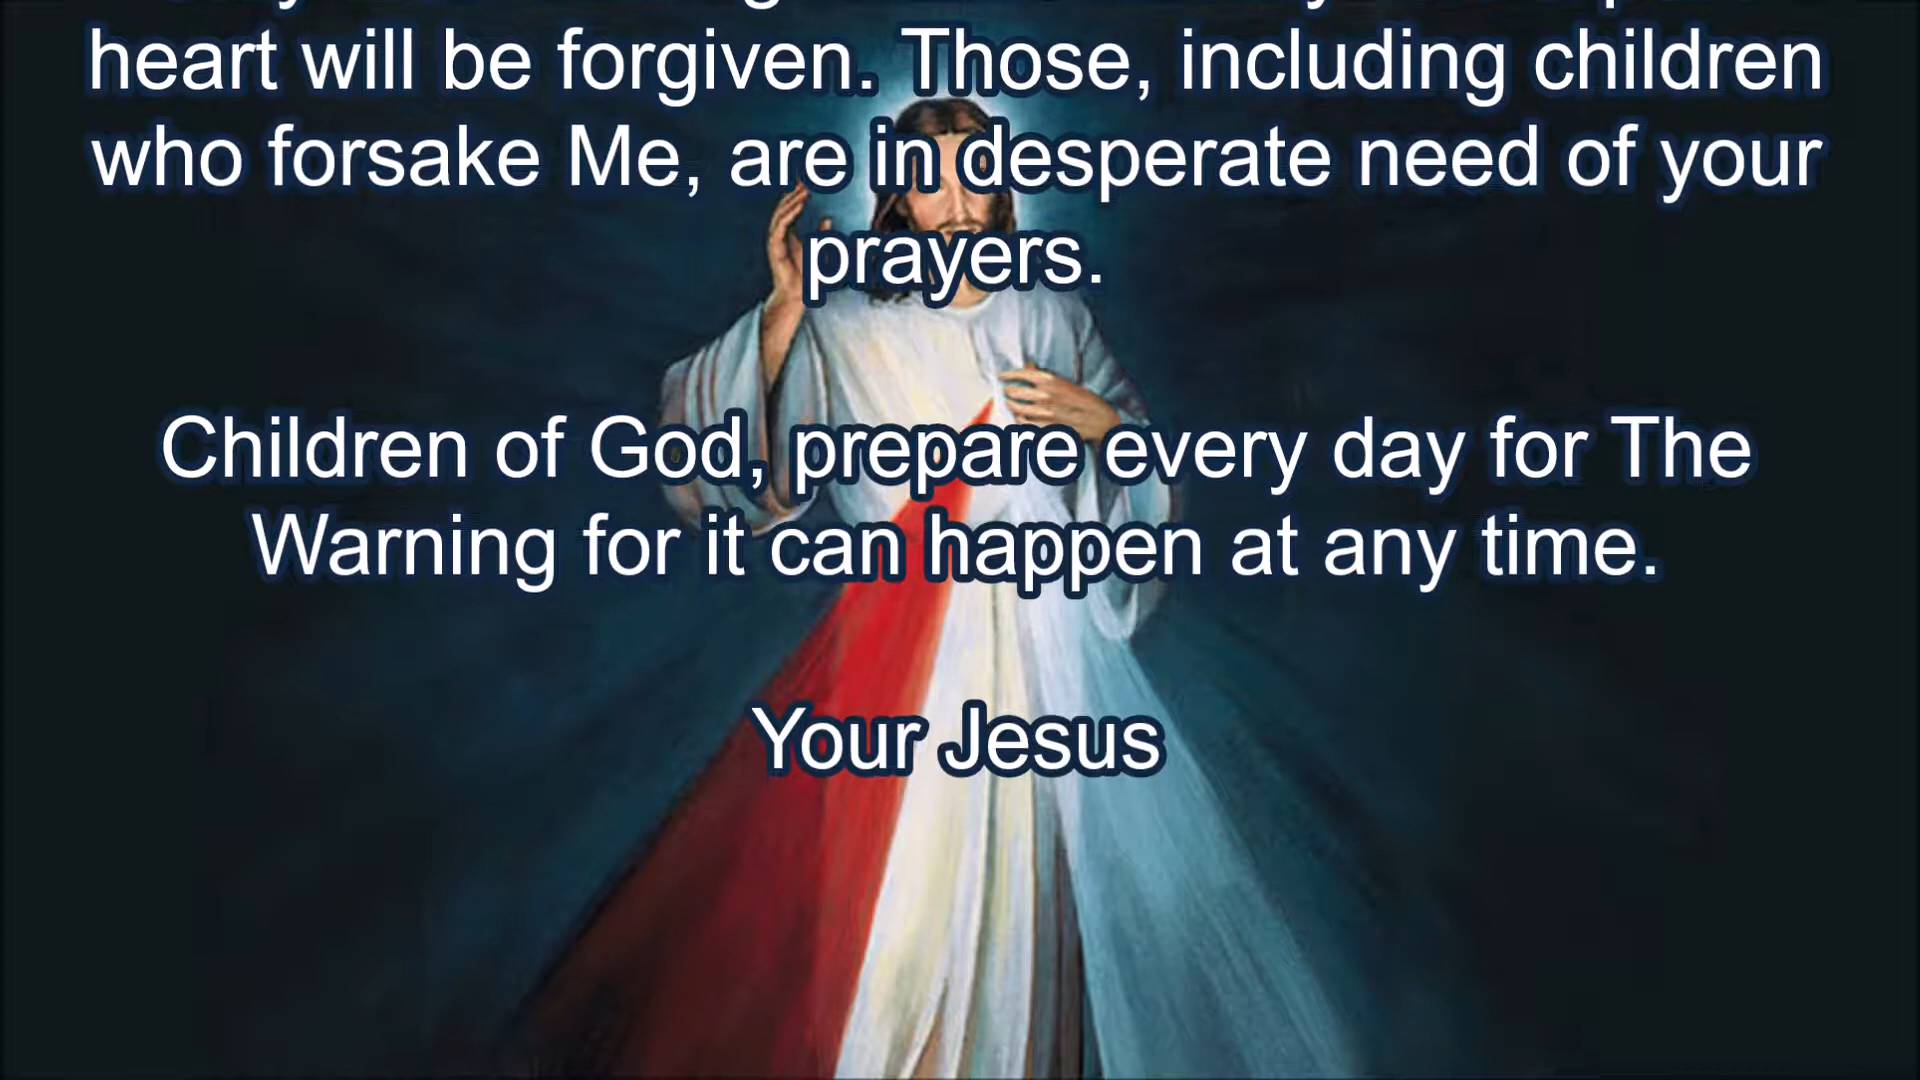 heart will be forgiven. Those, including children
who forsake Me, are in desperate need of your
prayers.
Children of God, prepare every day for The
Warning for it can happen at any time.
Your Jesus